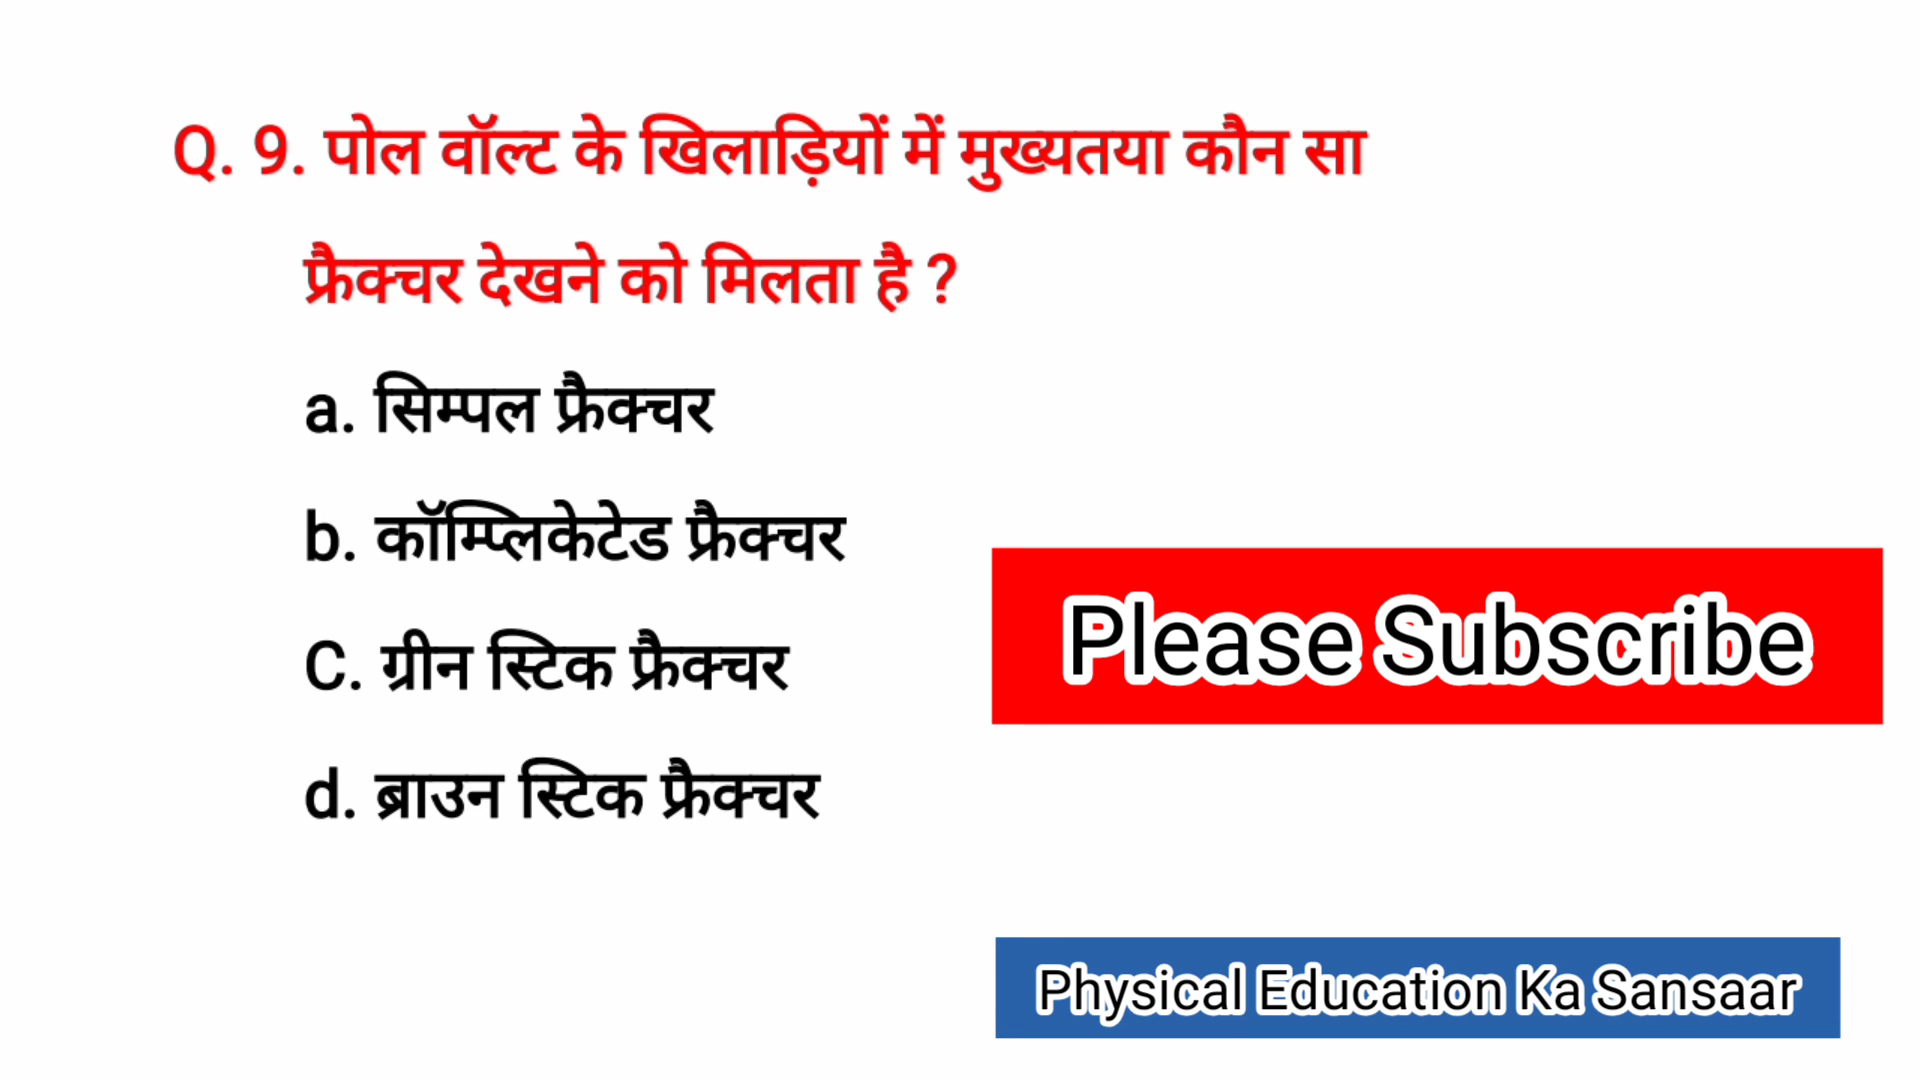 Q. 9. पोल वॉल्ट के खिलाड़ियों में मुख्यतया कौन सा
फ्रैक्चर देखने को मिलता है ?
a. सिम्पल फ्रैक्चर
b. कॉम्प्लिकेटेड फ्रैक्चर
C. ग्रीन स्टिक फ्रैक्चर
d. ब्राउन स्टिक फ्रैक्चर
Please Subscribe
Physical Education Ka Sansaar